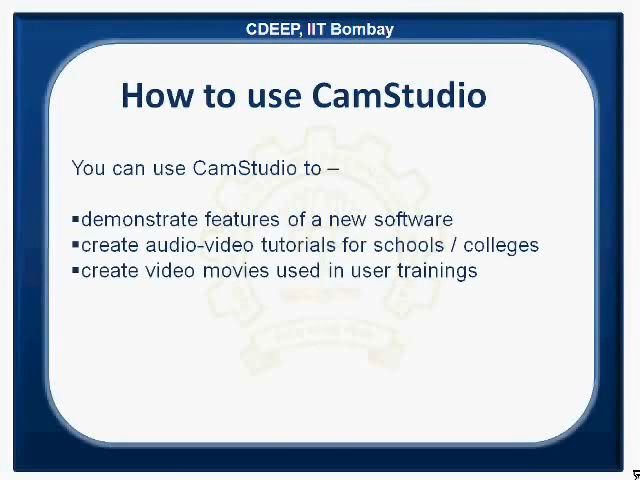 CDEEP, IIT Bombay
How to use CamStudio
You can use CamStudio to –
▪demonstrate features of a new software
▪create audio-video tutorials for schools / colleges
▪create video movies used in user trainings